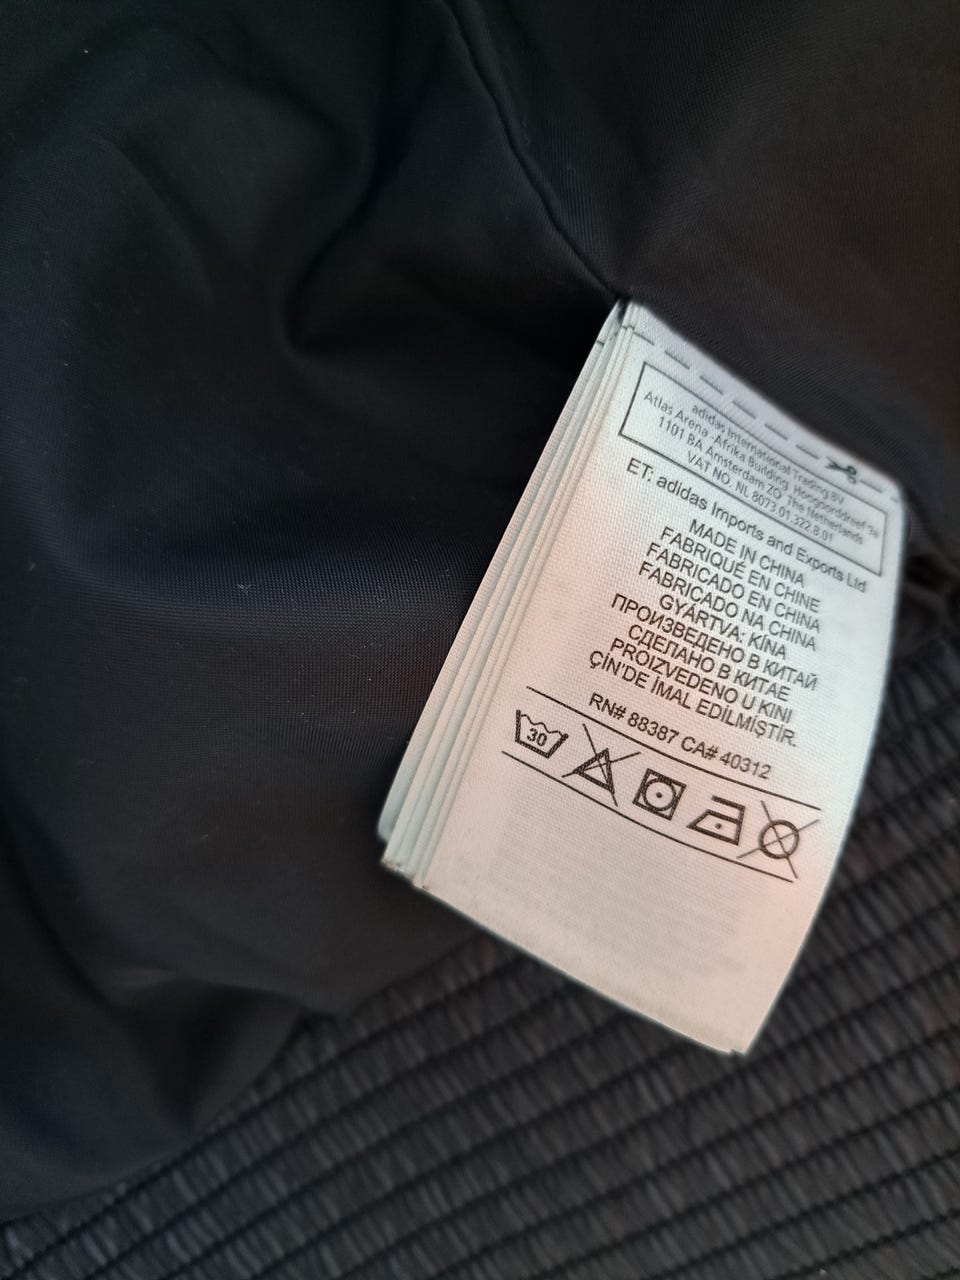 adidas International Trading BV
Atlas Arena -Afrika Building Hoogoorddreef 9a
1101 BA Amsterdam ZO The Netherlands
VAT NO. NL 8073.01.322.B.01
ET: adidas Imports and Exports Ltd
MADE IN CHINA
FABRIQUÉ EN CHINE
FABRICADO EN CHINA
FABRICADO NA CHINA
GYÁRTVA: KÍNA
ПРОИЗВЕДЕНО В КИТАЙ
СДЕЛАНО В КИТАЕ
PROIZVEDENO U KINI
ÇİN'DE İMAL EDİLMİŞTİR.
RN# 88387 CA# 40312
30